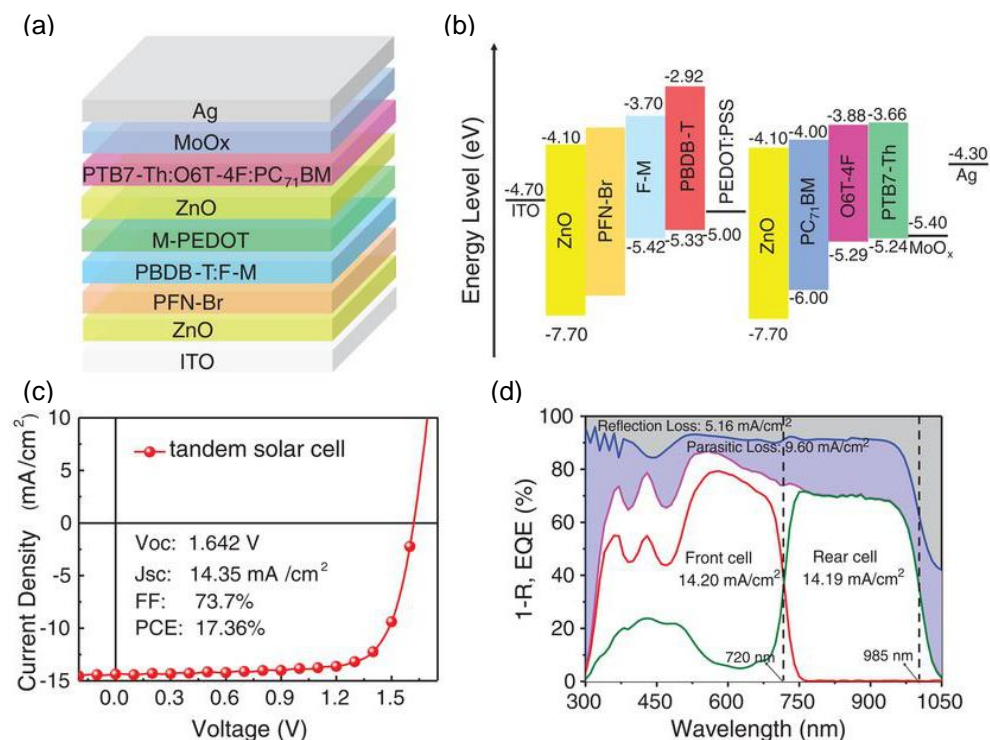 (a)
Ag
MoOx
PTB7-Th:O6T-4F:PC71BM
ZnO
M-PEDOT
PBDB-T:F-M
PFN-Br
ZnO
ITO
(b)
Energy Level (eV)
-4.70
ITO
-4.10
ZnO
-7.70
PFN-Br
-3.70
F-M
-5.42
-2.92
PBDB-T
-5.33
PEDOT:PSS
-5.00
-4.10
ZnO
-7.70
-4.00
PC71BM
-6.00
-3.88
O6T-4F
-5.29
-3.66
PTB7-Th
-5.24
-5.40
MoOx
-4.30
Ag
(c)
Current Density (mA/cm2)
10
5
0
-5
-10
-15
tandem solar cell
Voc: 1.642 V
Jsc: 14.35 mA /cm2
FF: 73.7%
PCE: 17.36%
0.0 0.3 0.6 0.9 1.2 1.5
Voltage (V)
(d)
1-R, EQE (%)
100
80
60
40
20
0
Reflection Loss: 5.16 mA/cm2
Parasitic Loss: 9.60 mA/cm2
Front cell
14.20 mA/cm2
Rear cell
14.19 mA/cm2
720 nm
985 nm
300 450 600 750 900 1050
Wavelength (nm)